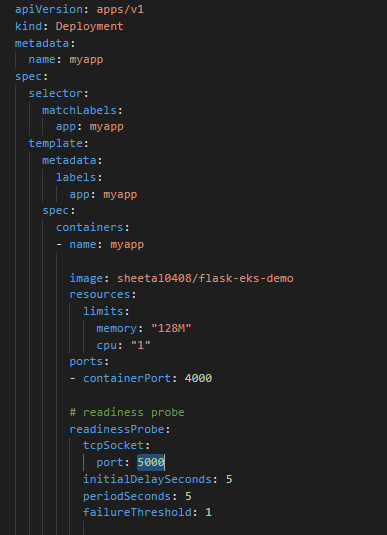 apiVersion: apps/v1
kind: Deployment
metadata:
  name: myapp
spec:
  selector:
    matchLabels:
      app: myapp
  template:
    metadata:
      labels:
        app: myapp
    spec:
      containers:
      - name: myapp

        image: sheetal0408/flask-eks-demo
        resources:
          limits:
            memory: "128M"
            cpu: "1"
        ports:
        - containerPort: 4000

        # readiness probe
        readinessProbe:
          tcpSocket:
            port: 5000
          initialDelaySeconds: 5
          periodSeconds: 5
          failureThreshold: 1